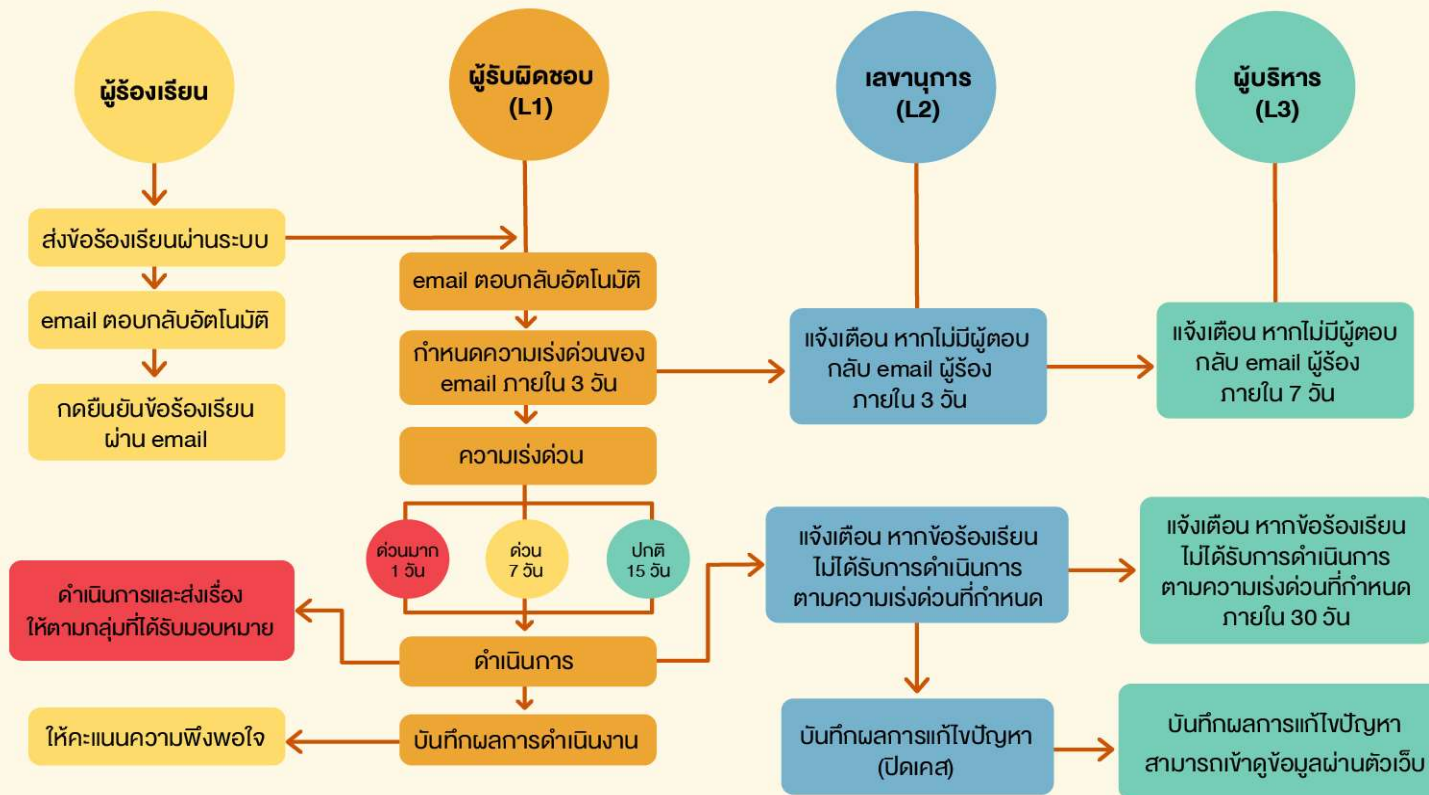 ผู้ร้องเรียน
ผู้รับผิดชอบ
(L1)
เลขานุการ
(L2)
ผู้บริหาร
(L3)
ส่งข้อร้องเรียนผ่านระบบ
email ตอบกลับอัตโนมัติ
กดยืนยันข้อร้องเรียน
ผ่าน email
email ตอบกลับอัตโนมัติ
กำหนดความเร่งด่วนของ
email ภายใน 3 วัน
แจ้งเตือน หากไม่มีผู้ตอบ
กลับ email ผู้ร้อง
ภายใน 3 วัน
แจ้งเตือน หากไม่มีผู้ตอบ
กลับ email ผู้ร้อง
ภายใน 7 วัน
ความเร่งด่วน
ด่วนมาก
1 วัน
ด่วน
7 วัน
ปกติ
15 วัน
แจ้งเตือน หากข้อร้องเรียน
ไม่ได้รับการดำเนินการ
ตามความเร่งด่วนที่กำหนด
แจ้งเตือน หากข้อร้องเรียน
ไม่ได้รับการดำเนินการ
ตามความเร่งด่วนที่กำหนด
ภายใน 30 วัน
ดำเนินการและส่งเรื่อง
ให้ตามกลุ่มที่ได้รับมอบหมาย
ดำเนินการ
ให้คะแนนความพึงพอใจ
บันทึกผลการดำเนินงาน
บันทึกผลการแก้ไขปัญหา
(ปิดเคส)
บันทึกผลการแก้ไขปัญหา
สามารถเข้าดูข้อมูลผ่านตัวเว็บ